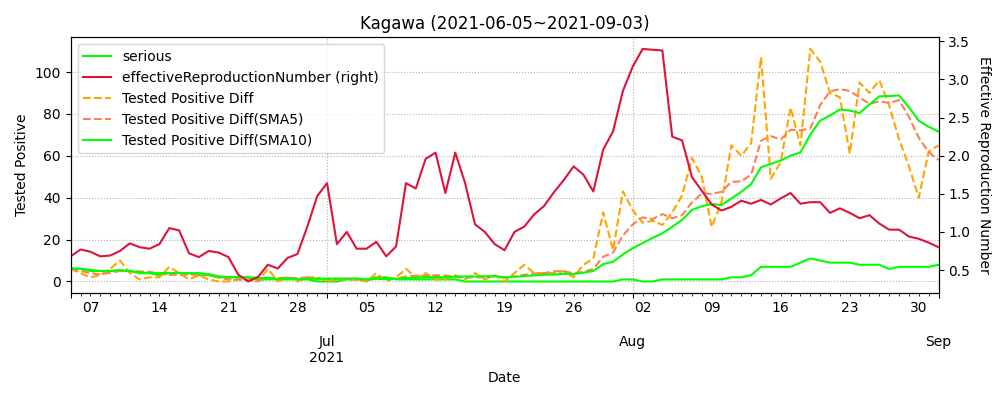 Kagawa (2021-06-05~2021-09-03)
serious
effectiveReproductionNumber (right)
Tested Positive Diff
Tested Positive Diff(SMA5)
Tested Positive Diff(SMA10)
Tested Positive
100
80
60
40
20
0
3.5
3.0
2.5
2.0
1.5
1.0
0.5
Effective Reproduction Number
07 14 21 28 05 12 19 26 02 09 16 23 30
Jul Aug Sep
2021
Date